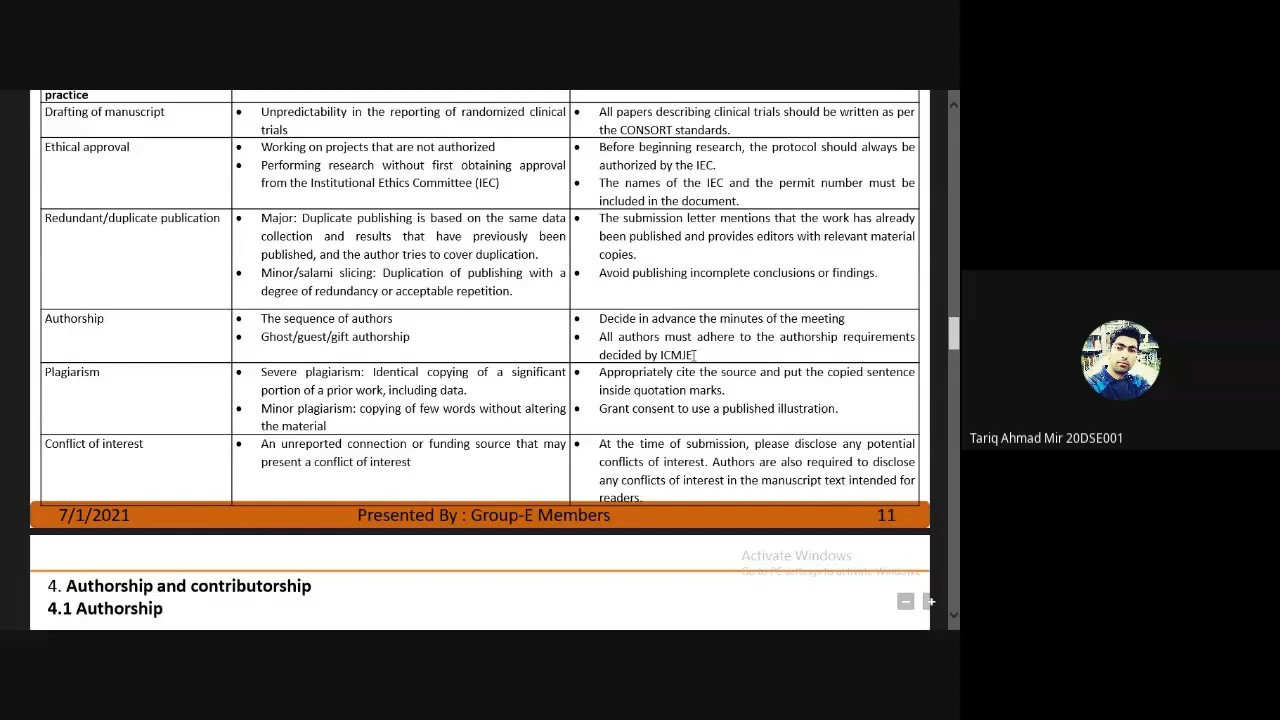 practice
Drafting of manuscript
• Unpredictability in the reporting of randomized clinical
trials
• All papers describing clinical trials should be written as per
the CONSORT standards.
Ethical approval
• Working on projects that are not authorized
• Performing research without first obtaining approval
from the Institutional Ethics Committee (IEC)
• Before beginning research, the protocol should always be
authorized by the IEC.
• The names of the IEC and the permit number must be
included in the document.
Redundant/duplicate publication
• Major: Duplicate publishing is based on the same data
collection and results that have previously been
published, and the author tries to cover duplication.
• Minor/salami slicing: Duplication of publishing with a
degree of redundancy or acceptable repetition.
• The submission letter mentions that the work has already
been published and provides editors with relevant material
copies.
• Avoid publishing incomplete conclusions or findings.
Authorship
• The sequence of authors
• Ghost/guest/gift authorship
• Decide in advance the minutes of the meeting
• All authors must adhere to the authorship requirements
decided by ICMJE
Plagiarism
• Severe plagiarism: Identical copying of a significant
portion of a prior work, including data.
• Minor plagiarism: copying of few words without altering
the material
• Appropriately cite the source and put the copied sentence
inside quotation marks.
• Grant consent to use a published illustration.
Conflict of interest
• An unreported connection or funding source that may
present a conflict of interest
• At the time of submission, please disclose any potential
conflicts of interest. Authors are also required to disclose
any conflicts of interest in the manuscript text intended for
readers.
7/1/2021
Presented By : Group-E Members
11
Activate Windows
Go to PC settings to activate Windows.
4. Authorship and contributorship
4.1 Authorship
Tariq Ahmad Mir 20DSE001